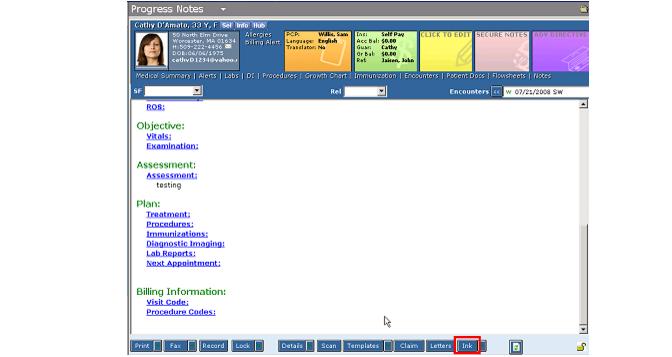 Progress Notes
Cathy D'Amato, 33 Y, F Sel Info Hub
50 North Elm Drive
Worcester, MA 01634
H:509-222-4456
DOB:06/06/1975
cathyD1234@yahoo.
Allergies
Billing Alert
PCP: Willis, Sam
Language: English
Translator: No
Ins: Self Pay
Acc Bal: $0.00
Guar: Cathy
Gr Bal: $0.00
Ref: Jaisen, John
CLICK TO EDIT
SECURE NOTES
ADV DIRECTIVE
Medical Summary | Alerts | Labs | DI | Procedures | Growth Chart | Immunization | Encounters | Patient Docs | Flowsheets | Notes
SF Rel Encounters << W 07/21/2008 SW
ROS:
Objective:
Vitals:
Examination:
Assessment:
Assessment:
testing
Plan:
Treatment:
Procedures:
Immunizations:
Diagnostic Imaging:
Lab Reports:
Next Appointment:
Billing Information:
Visit Code:
Procedure Codes:
Print Fax Record Lock Details Scan Templates Claim Letters Ink